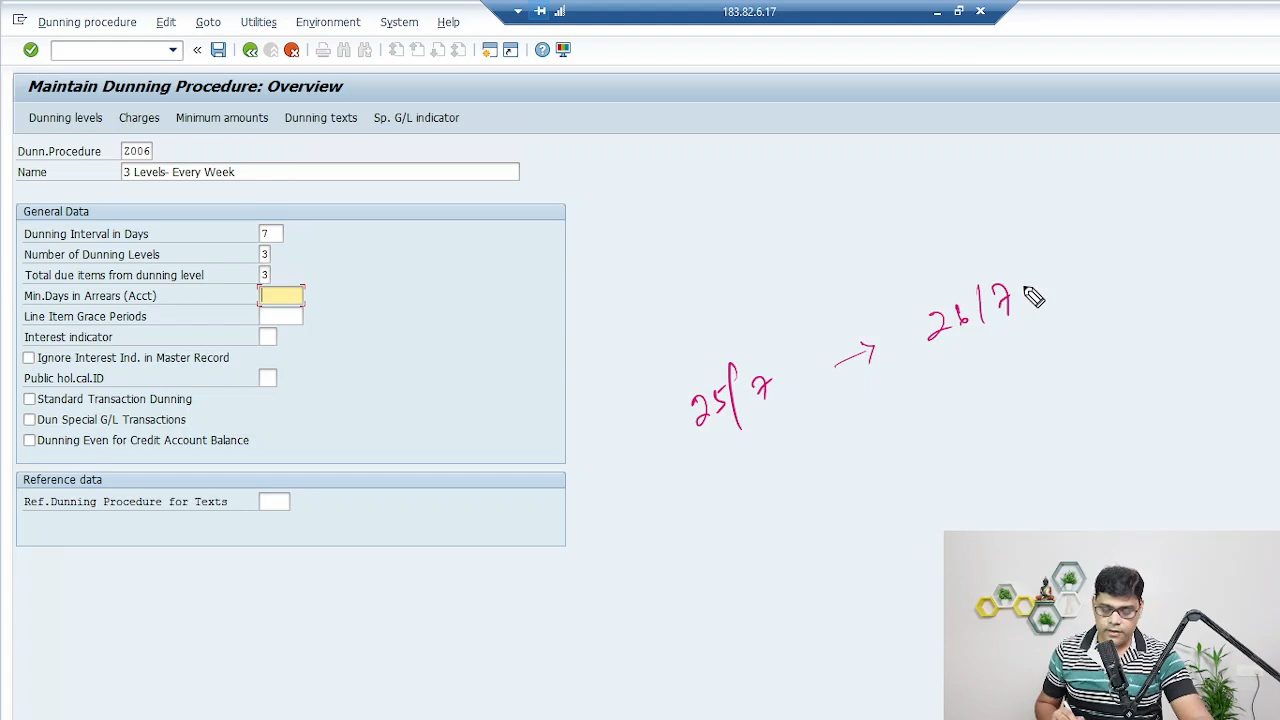 183.82.6.17
Dunning procedure Edit Goto Utilities Environment System Help
Maintain Dunning Procedure: Overview
Dunning levels Charges Minimum amounts Dunning texts Sp. G/L indicator
Dunn.Procedure Z006
Name 3 Levels- Every Week
General Data
Dunning Interval in Days 7
Number of Dunning Levels 3
Total due items from dunning level 3
Min.Days in Arrears (Acct)
Line Item Grace Periods
Interest indicator
Ignore Interest Ind. in Master Record
Public hol.cal.ID
Standard Transaction Dunning
Dun Special G/L Transactions
Dunning Even for Credit Account Balance
Reference data
Ref.Dunning Procedure for Texts
25/7 → 26/7